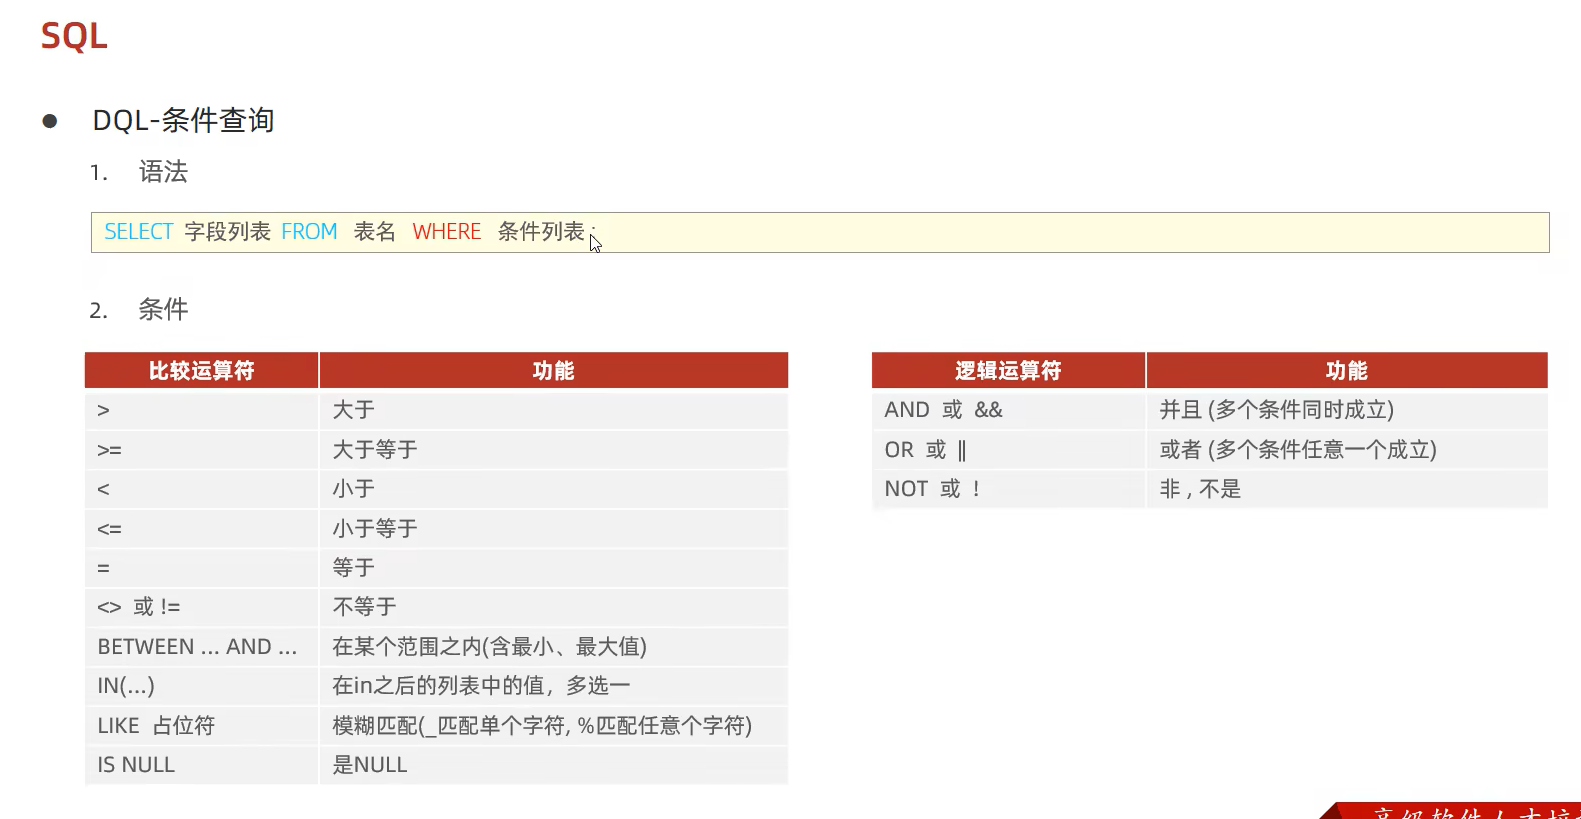 SQL
● DQL-条件查询
1. 语法
SELECT 字段列表 FROM 表名 WHERE 条件列表 ;
2. 条件
比较运算符 功能
> 大于
>= 大于等于
< 小于
<= 小于等于
= 等于
<> 或 != 不等于
BETWEEN ... AND ... 在某个范围之内(含最小、最大值)
IN(...) 在in之后的列表中的值，多选一
LIKE 占位符 模糊匹配(_匹配单个字符, %匹配任意个字符)
IS NULL 是NULL
逻辑运算符 功能
AND 或 && 并且 (多个条件同时成立)
OR 或 || 或者 (多个条件任意一个成立)
NOT 或 ! 非 , 不是
高级软件人才培